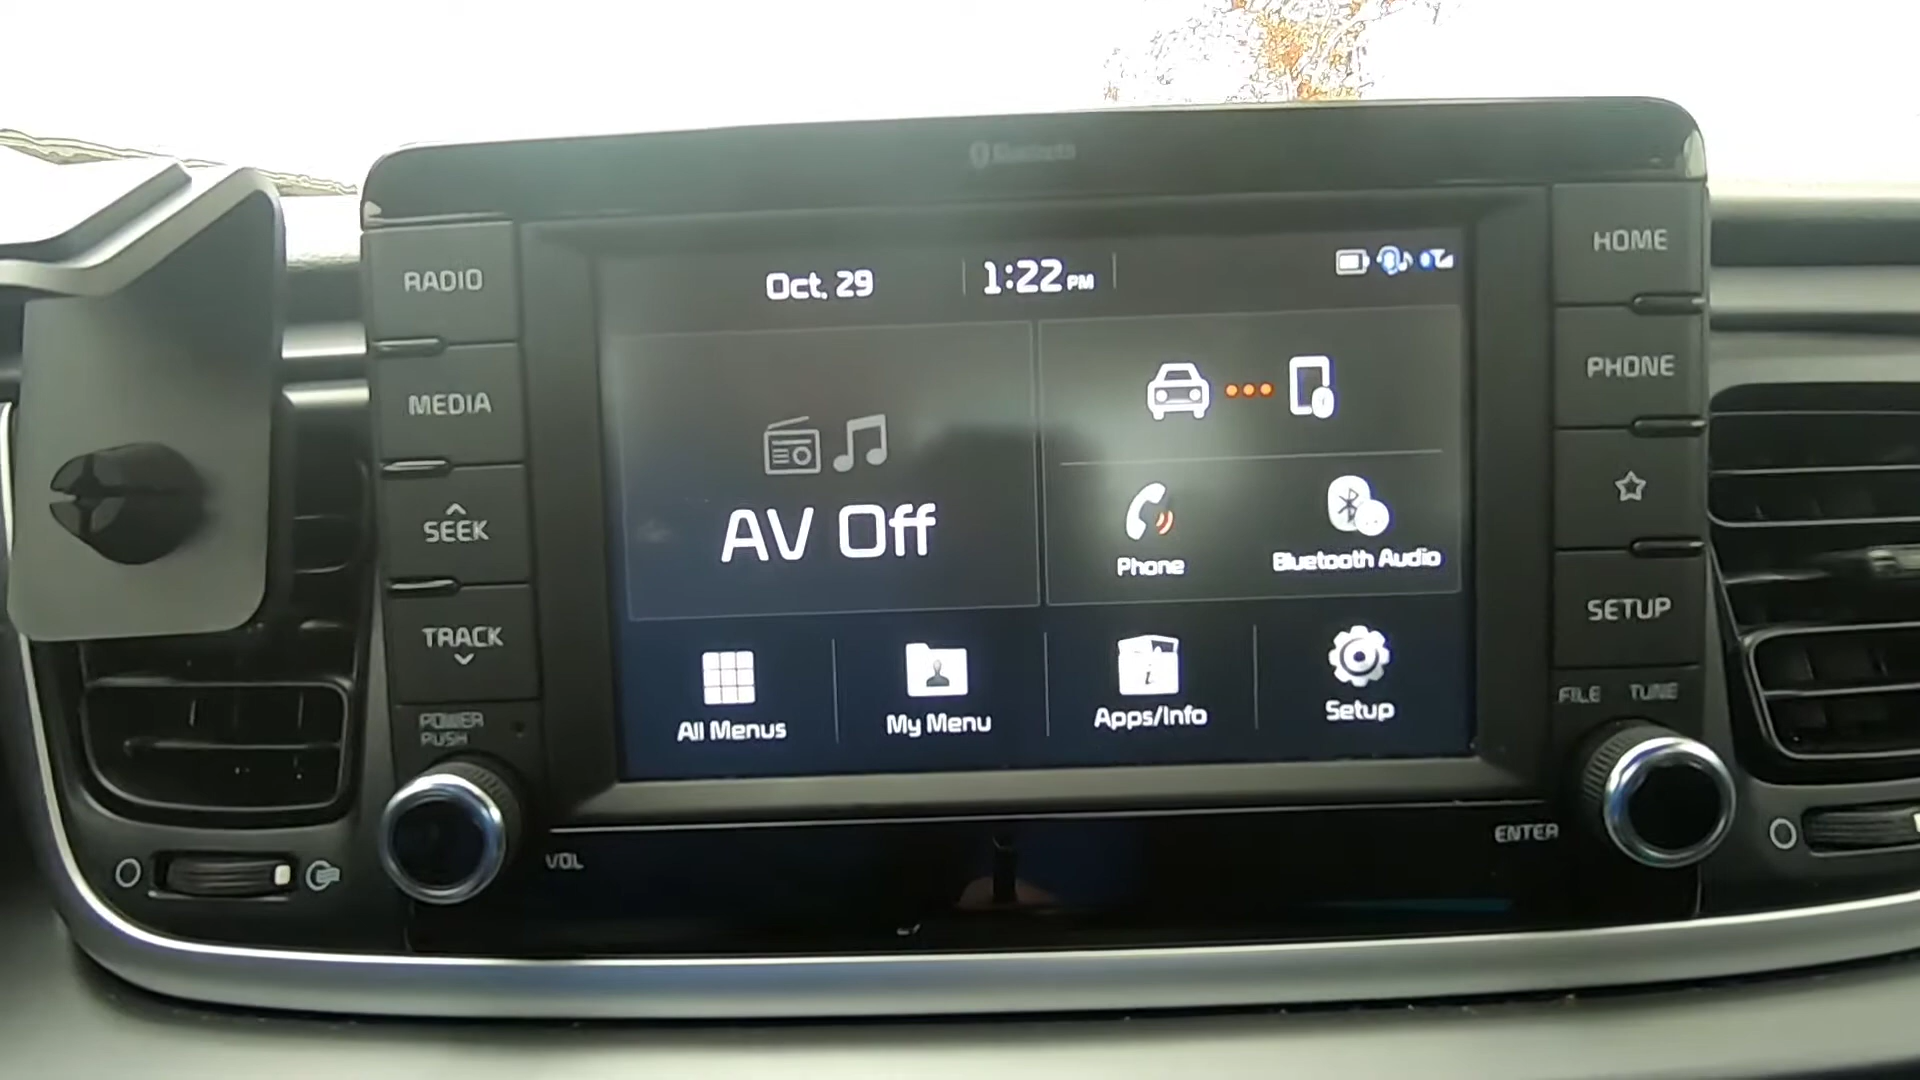 Bluetooth
RADIO
MEDIA
SEEK
TRACK
POWER
PUSH
VOL
Oct. 29
1:22 PM
AV Off
Phone
Bluetooth Audio
All Menus
My Menu
Apps/Info
Setup
HOME
PHONE
SETUP
FILE
TUNE
ENTER